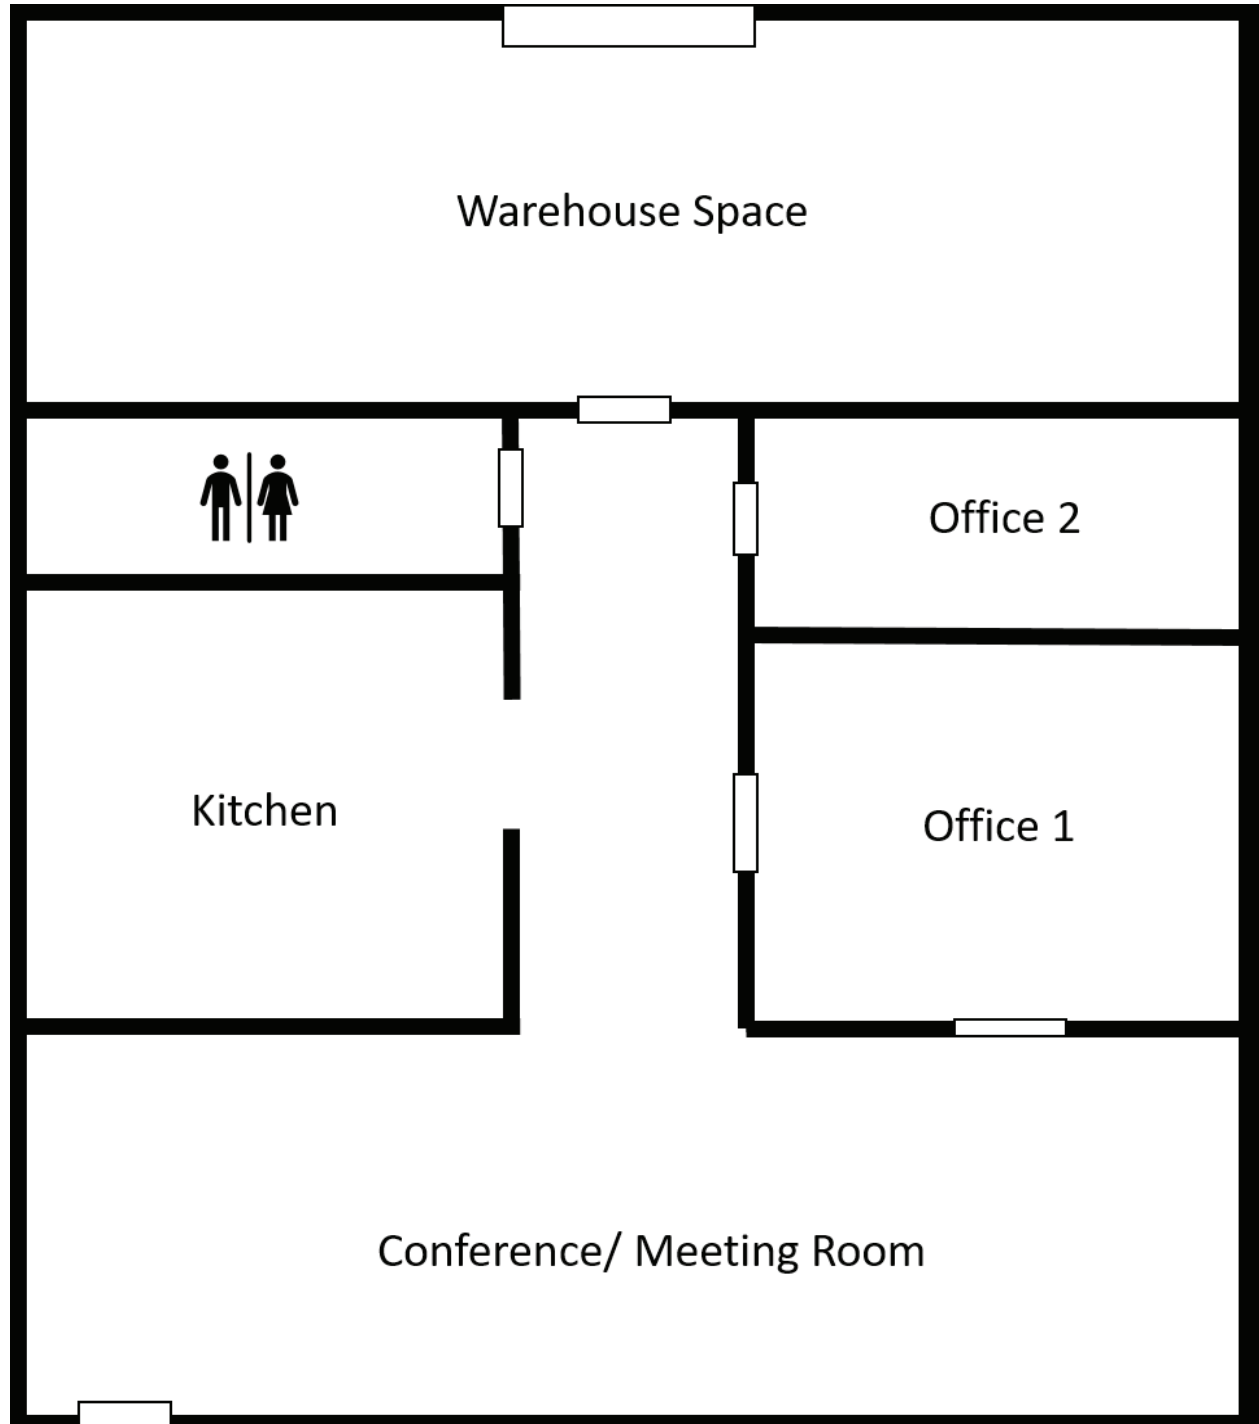 Warehouse Space
Office 2
Kitchen
Office 1
Conference/ Meeting Room